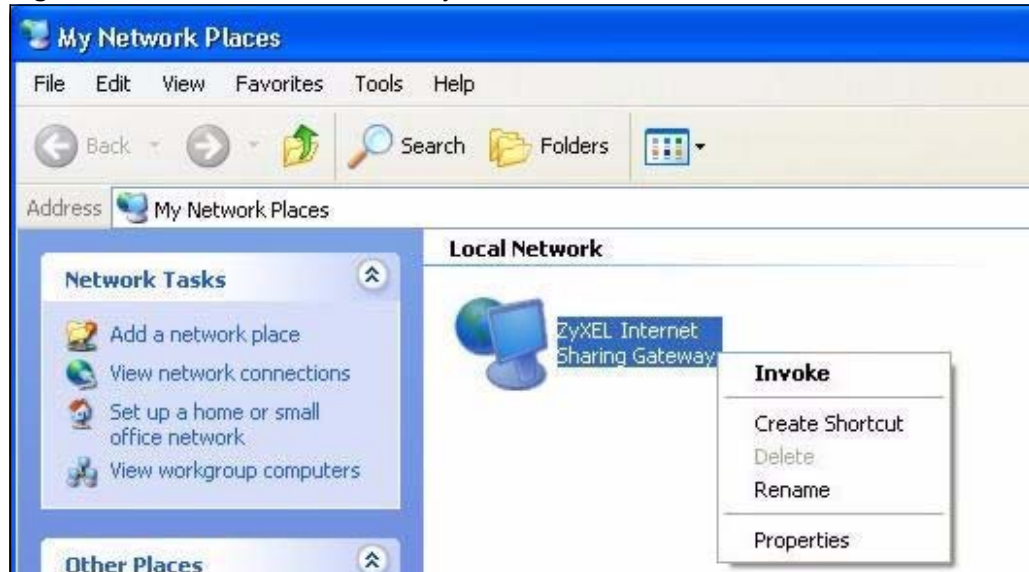 My Network Places
File Edit View Favorites Tools Help
Back Search Folders
Address My Network Places
Network Tasks
Add a network place
View network connections
Set up a home or small
office network
View workgroup computers
Other Places
Local Network
ZyXEL Internet
Sharing Gateway
Invoke
Create Shortcut
Delete
Rename
Properties